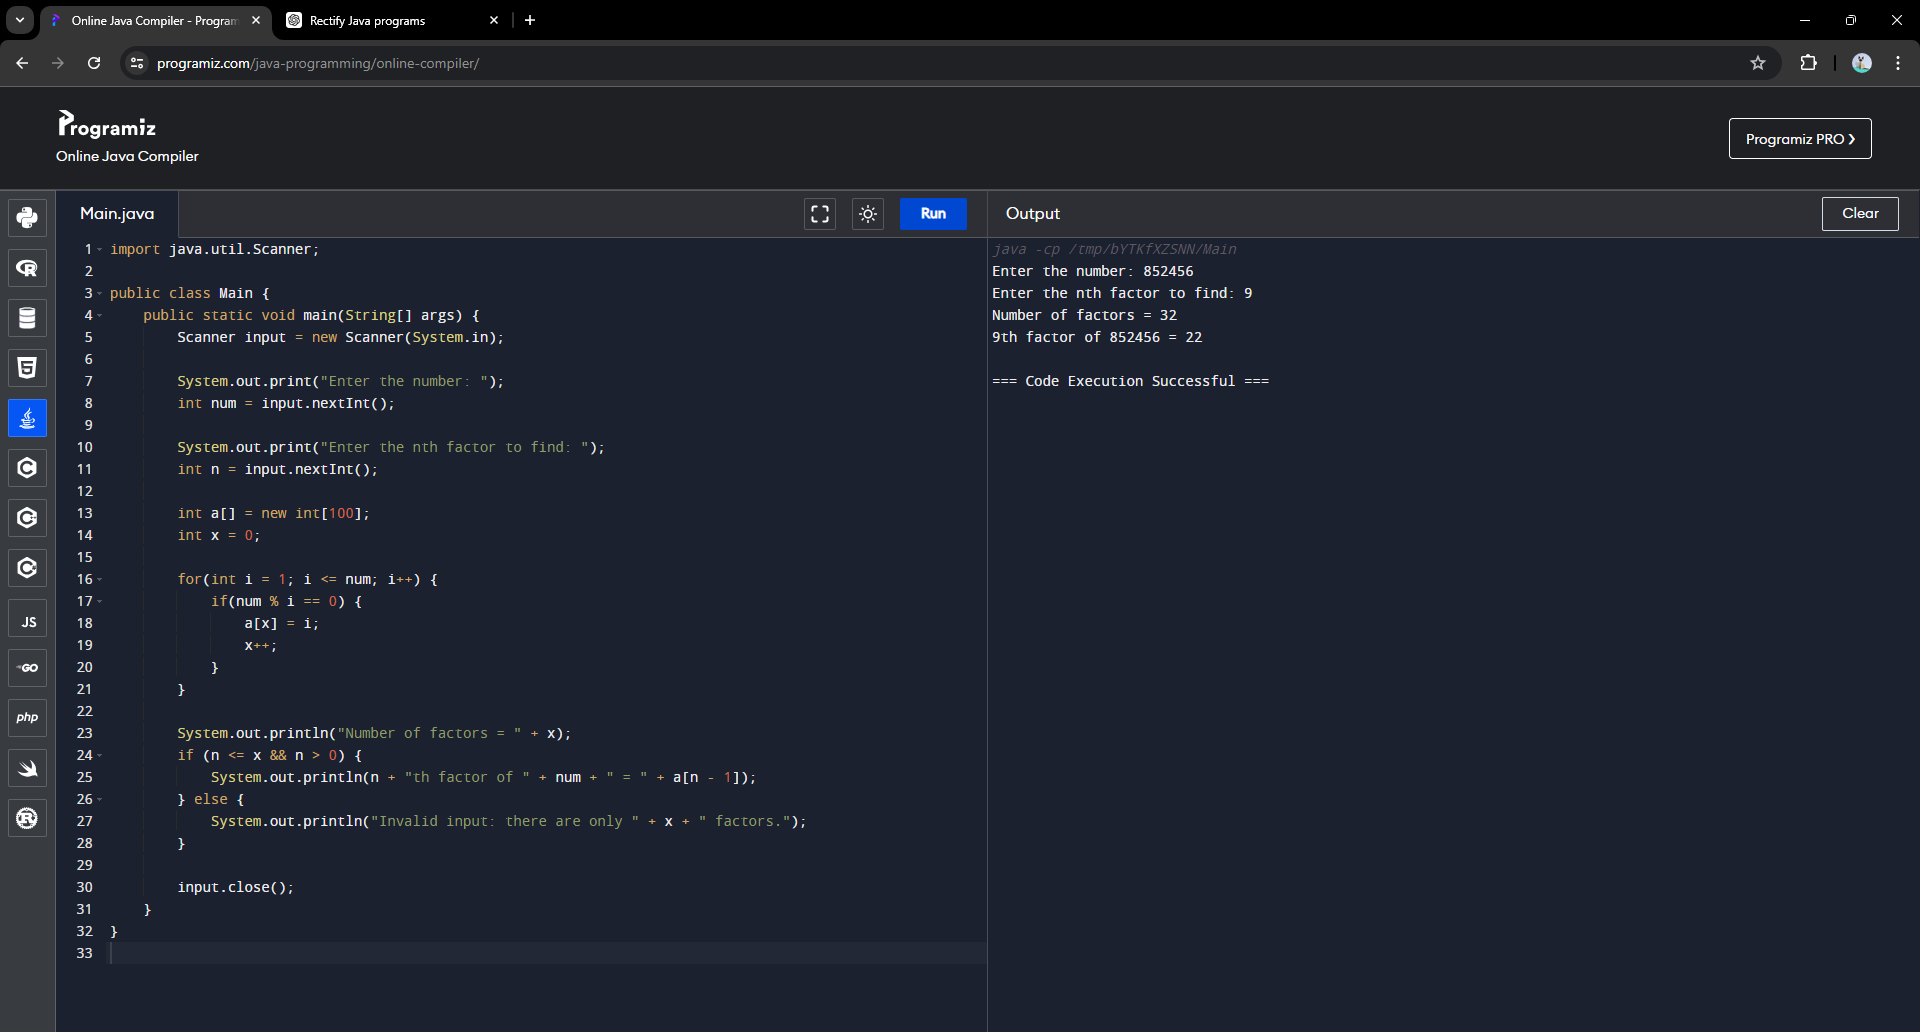 Online Java Compiler - Program
Rectify Java programs
programiz.com/java-programming/online-compiler/
Programiz
Online Java Compiler
Programiz PRO ❯
Main.java
Run
Output
Clear
1 import java.util.Scanner;
2
3 public class Main {
4     public static void main(String[] args) {
5         Scanner input = new Scanner(System.in);
6
7         System.out.print("Enter the number: ");
8         int num = input.nextInt();
9
10         System.out.print("Enter the nth factor to find: ");
11         int n = input.nextInt();
12
13         int a[] = new int[100];
14         int x = 0;
15
16         for(int i = 1; i <= num; i++) {
17             if(num % i == 0) {
18                 a[x] = i;
19                 x++;
20             }
21         }
22
23         System.out.println("Number of factors = " + x);
24         if (n <= x && n > 0) {
25             System.out.println(n + "th factor of " + num + " = " + a[n - 1]);
26         } else {
27             System.out.println("Invalid input: there are only " + x + " factors.");
28         }
29
30         input.close();
31     }
32 }
33
java -cp /tmp/bYTKfXZSNN/Main
Enter the number: 852456
Enter the nth factor to find: 9
Number of factors = 32
9th factor of 852456 = 22
=== Code Execution Successful ===
JS
GO
php